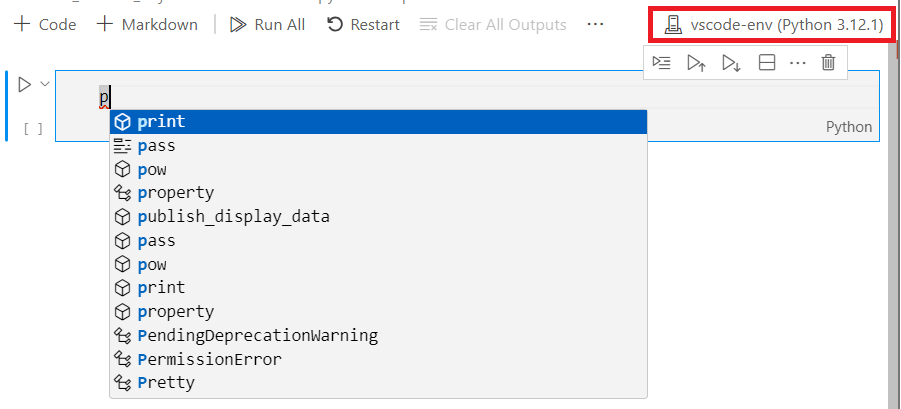 + Code + Markdown Run All Restart Clear All Outputs ... vscode-env (Python 3.12.1)
...
p
[ ]
Python
print
pass
pow
property
publish_display_data
pass
pow
print
property
PendingDeprecationWarning
PermissionError
Pretty